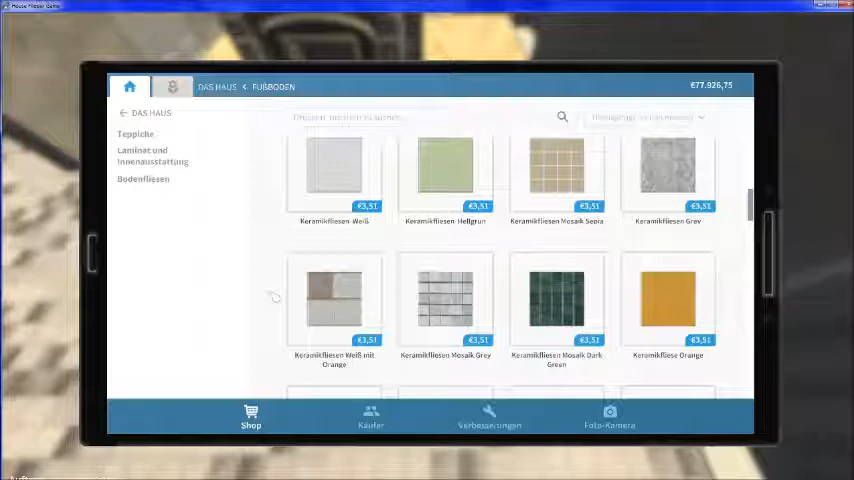 House Flipper Game
DAS HAUS < FUẞBODEN
€77.926,75
← DAS HAUS
Teppiche
Laminat und
Innenausstattung
Bodenfliesen
€3,51
€3,51
€3,51
€3,51
Keramikfliesen Weiß
Keramikfliesen Hellgrun
Keramikfliesen Mosaik Sepia
Keramikfliesen Grey
€3,51
€3,51
€3,51
€3,51
Keramikfliesen Weiß mit
Orange
Keramikfliesen Mosaik Grey
Keramikfliesen Mosaik Dark
Green
Keramikfliese Orange
Shop
Käufer
Verbesserungen
Foto-Kamera